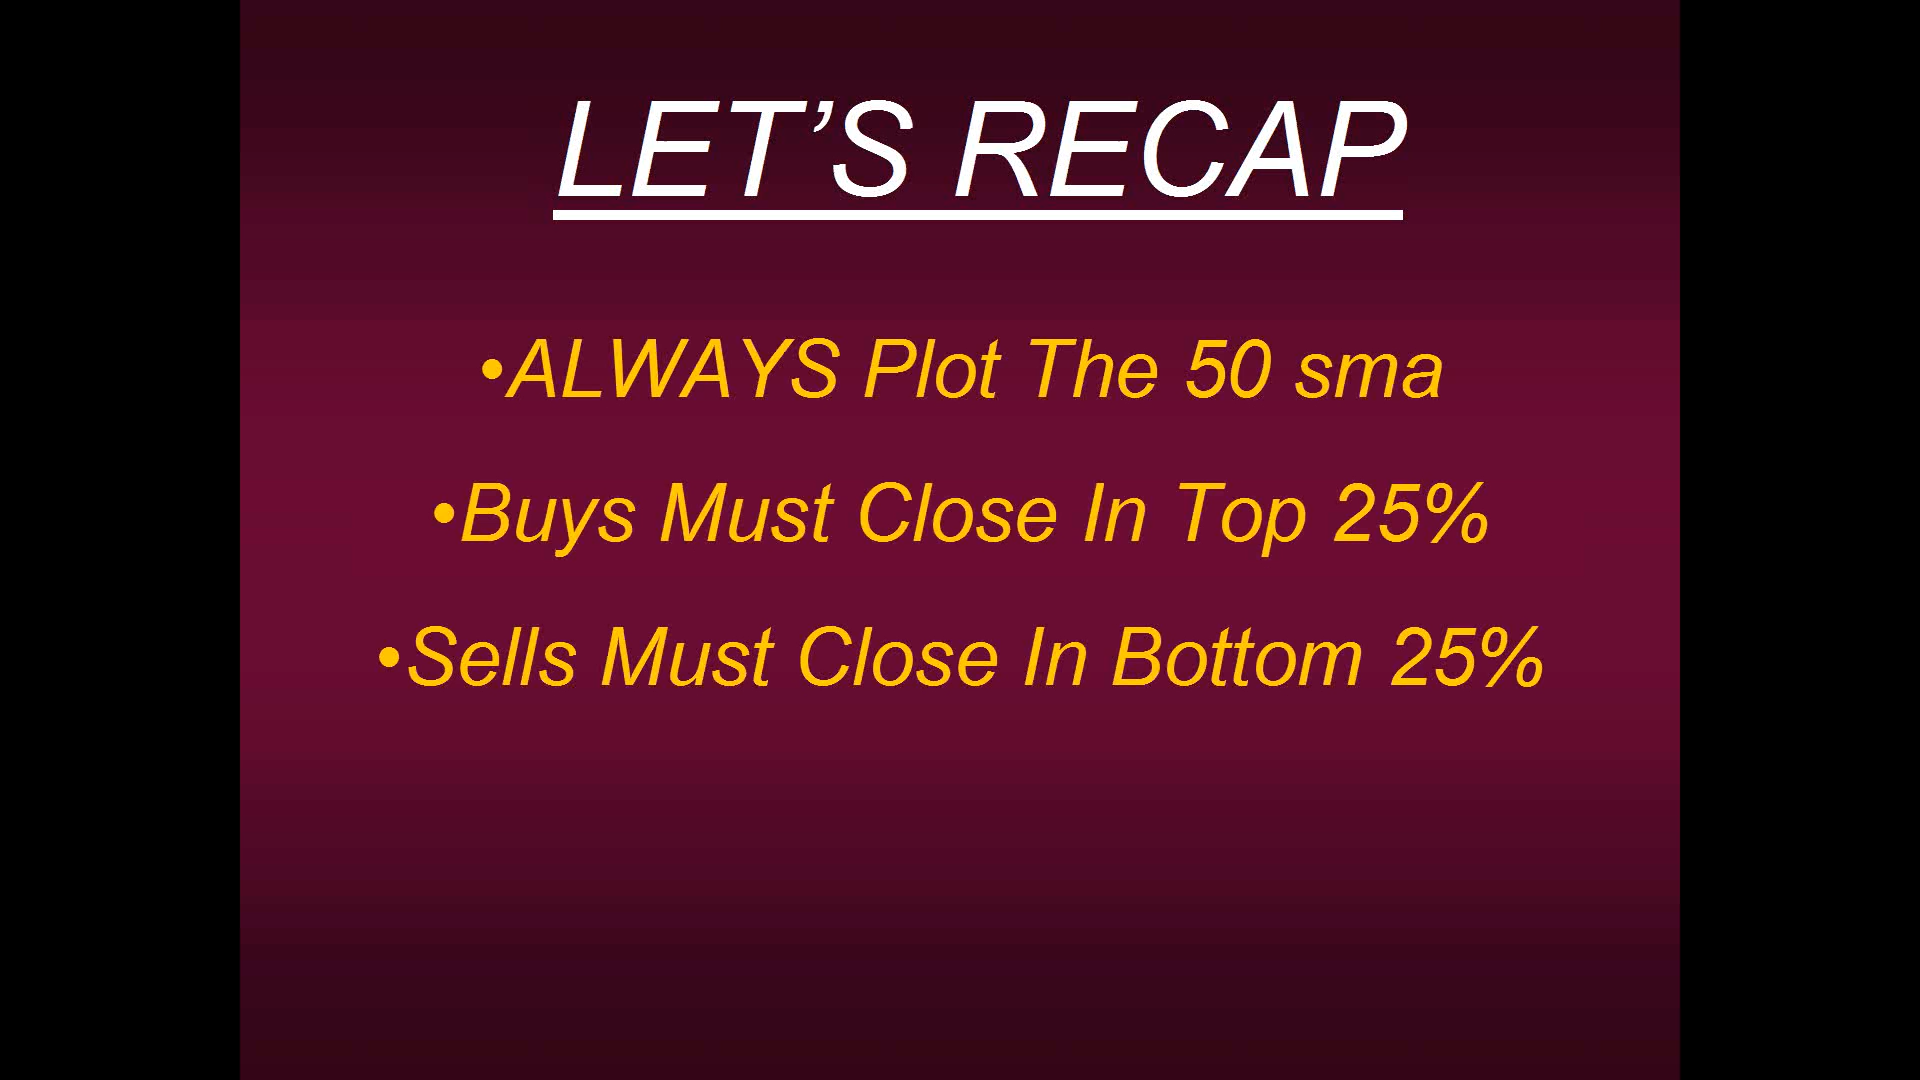 LET’S RECAP
•ALWAYS Plot The 50 sma
•Buys Must Close In Top 25%
•Sells Must Close In Bottom 25%